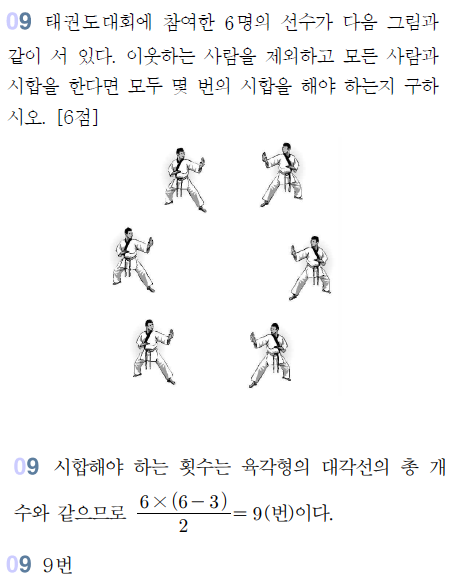 09 태권도대회에 참여한 6명의 선수가 다음 그림과
같이 서 있다. 이웃하는 사람을 제외하고 모든 사람과
시합을 한다면 모두 몇 번의 시합을 해야 하는지 구하
시오. [6점]
09 시합해야 하는 횟수는 육각형의 대각선의 총 개
수와 같으므로 \frac{6×(6-3)}{2} = 9(번)이다.
09 9번